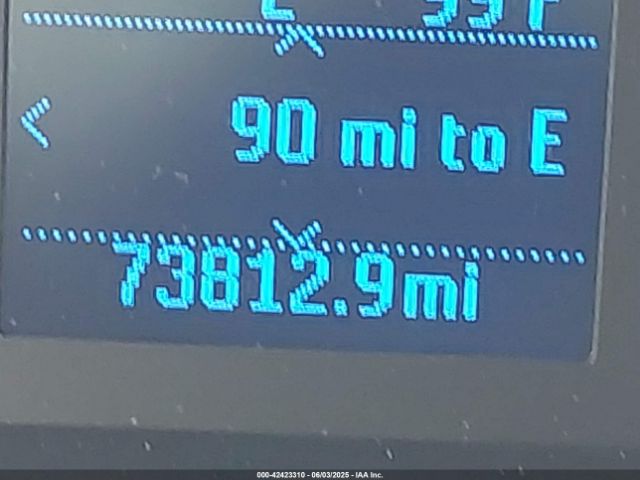 90 mi to E
73812.9mi
000-42423310 - 06/03/2025 - IAA Inc.